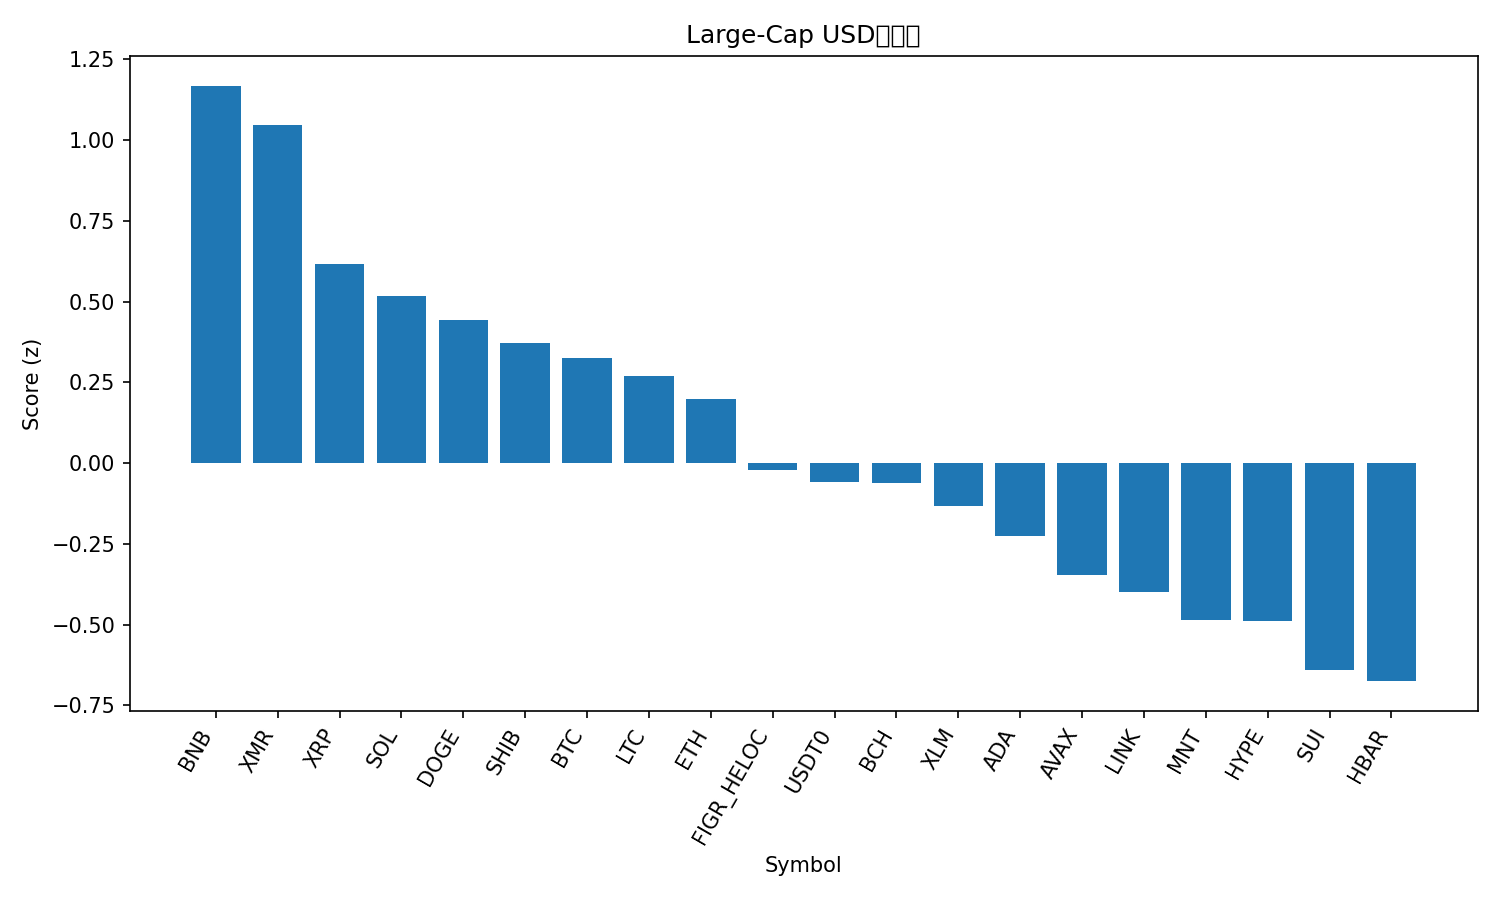 Large-Cap USD
1.25
1.00
0.75
0.50
0.25
0.00
−0.25
−0.50
−0.75
Score (z)
BNB
XMR
XRP
SOL
DOGE
SHIB
BTC
LTC
ETH
FIGR_HELOC
USDT0
BCH
XLM
ADA
AVAX
LINK
MNT
HYPE
SUI
HBAR
Symbol